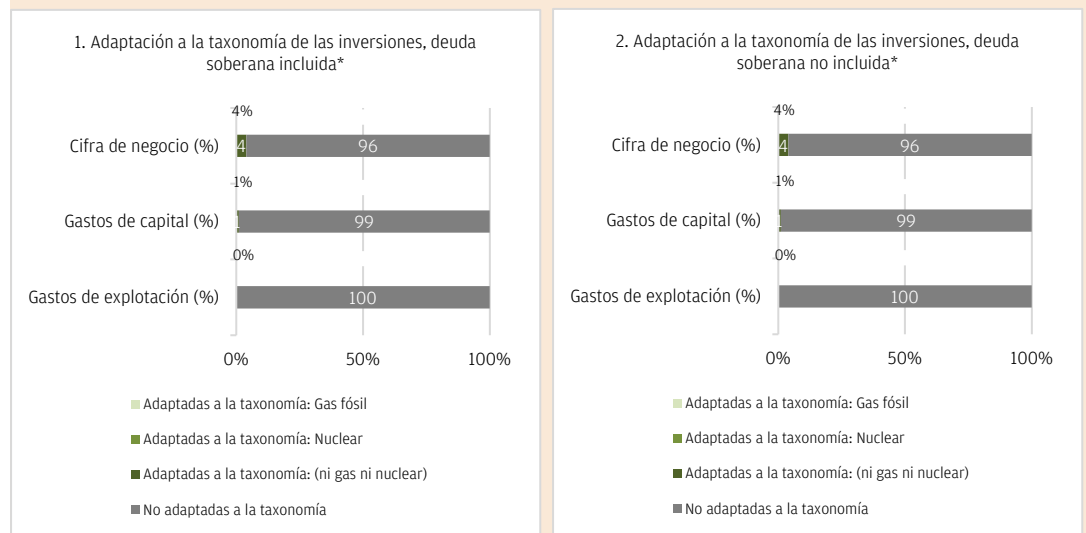 1. Adaptación a la taxonomía de las inversiones, deuda
soberana incluida*
4%
Cifra de negocio (%)
4
96
1%
Gastos de capital (%)
1
99
0%
Gastos de explotación (%)
100
0%
50%
100%
Adaptadas a la taxonomía: Gas fósil
Adaptadas a la taxonomía: Nuclear
Adaptadas a la taxonomía: (ni gas ni nuclear)
No adaptadas a la taxonomía
2. Adaptación a la taxonomía de las inversiones, deuda
soberana no incluida*
4%
Cifra de negocio (%)
4
96
1%
Gastos de capital (%)
1
99
0%
Gastos de explotación (%)
100
0%
50%
100%
Adaptadas a la taxonomía: Gas fósil
Adaptadas a la taxonomía: Nuclear
Adaptadas a la taxonomía: (ni gas ni nuclear)
No adaptadas a la taxonomía